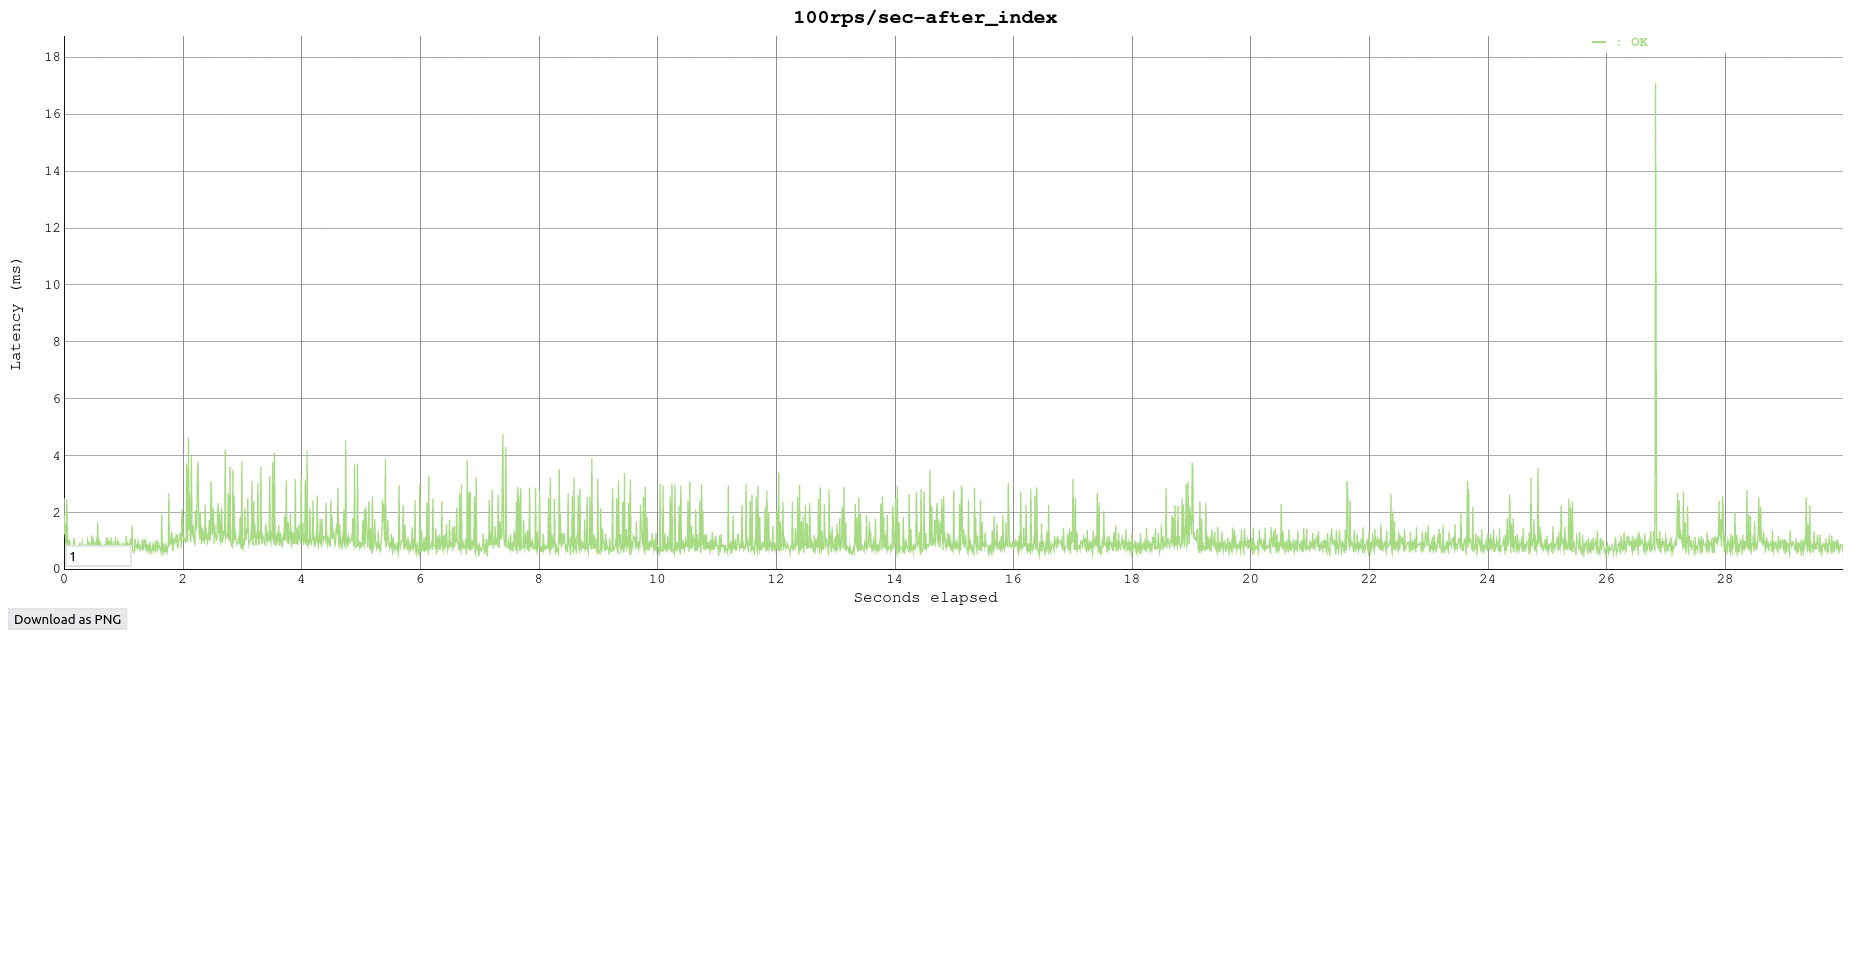 100rps/sec-after_index
— : OK
18
16
14
12
10
8
6
4
2
0
Latency (ms)
1
0 2 4 6 8 10 12 14 16 18 20 22 24 26 28
Seconds elapsed
Download as PNG